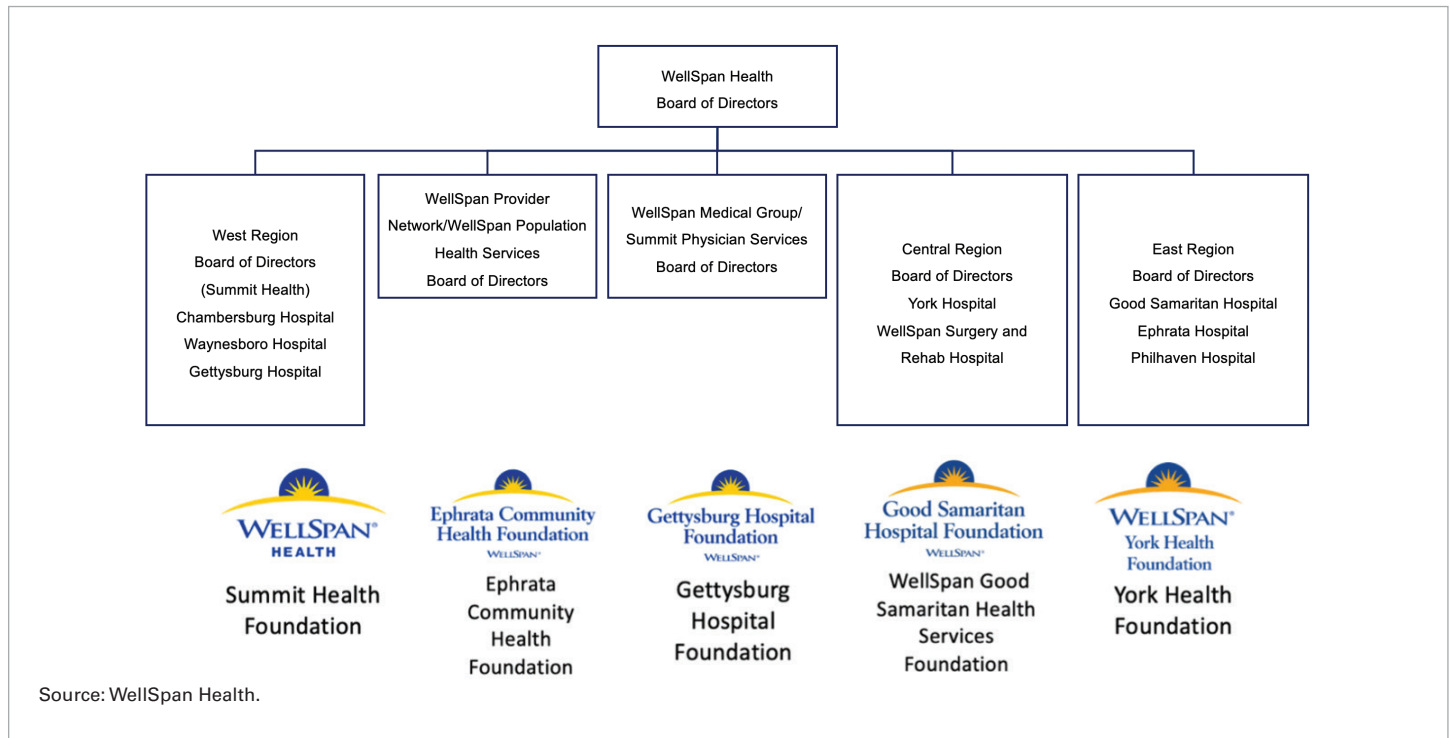 WellSpan Health
Board of Directors
West Region
Board of Directors
(Summit Health)
Chambersburg Hospital
Waynesboro Hospital
Gettysburg Hospital
WellSpan Provider
Network/WellSpan Population
Health Services
Board of Directors
WellSpan Medical Group/
Summit Physician Services
Board of Directors
Central Region
Board of Directors
York Hospital
WellSpan Surgery and
Rehab Hospital
East Region
Board of Directors
Good Samaritan Hospital
Ephrata Hospital
Philhaven Hospital
WELLSPAN®
HEALTH
Summit Health
Foundation
Ephrata Community
Health Foundation
WELLSPAN®
Ephrata
Community
Health
Foundation
Gettysburg Hospital
Foundation
WELLSPAN®
Gettysburg
Hospital
Foundation
Good Samaritan
Hospital Foundation
WELLSPAN®
WellSpan Good
Samaritan Health
Services
Foundation
WELLSPAN®
York Health
Foundation
York Health
Foundation
Source: WellSpan Health.